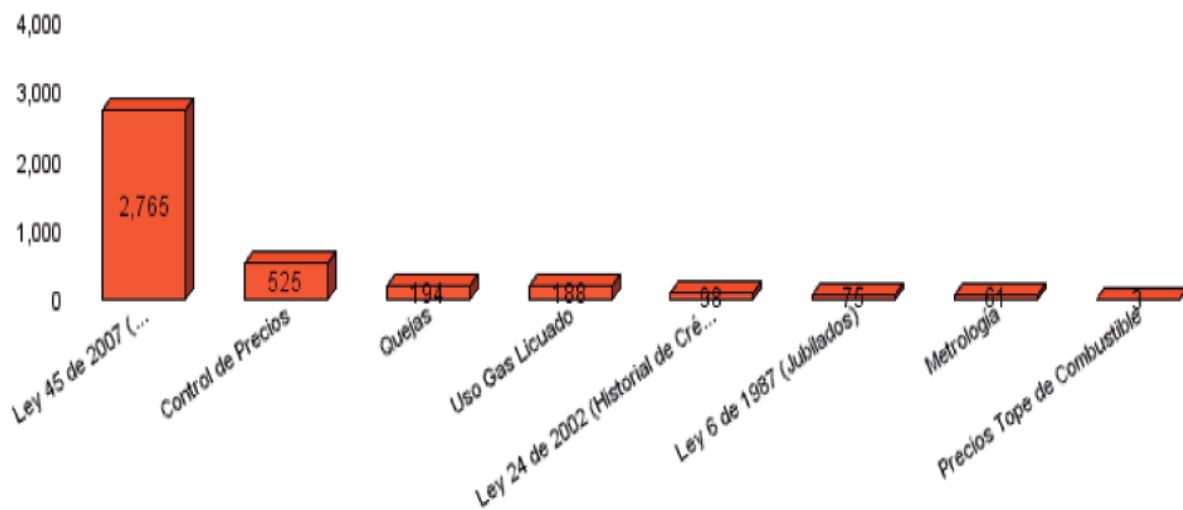 4,000
3,000
2,000
1,000
0
2,765
525
194
188
98
75
61
3
Ley 45 de 2007 (...
Control de Precios
Quejas
Uso Gas Licuado
Ley 24 de 2002 (Historial de Cré...
Ley 6 de 1987 (Jubilados)
Metrología
Precios Tope de Combustible